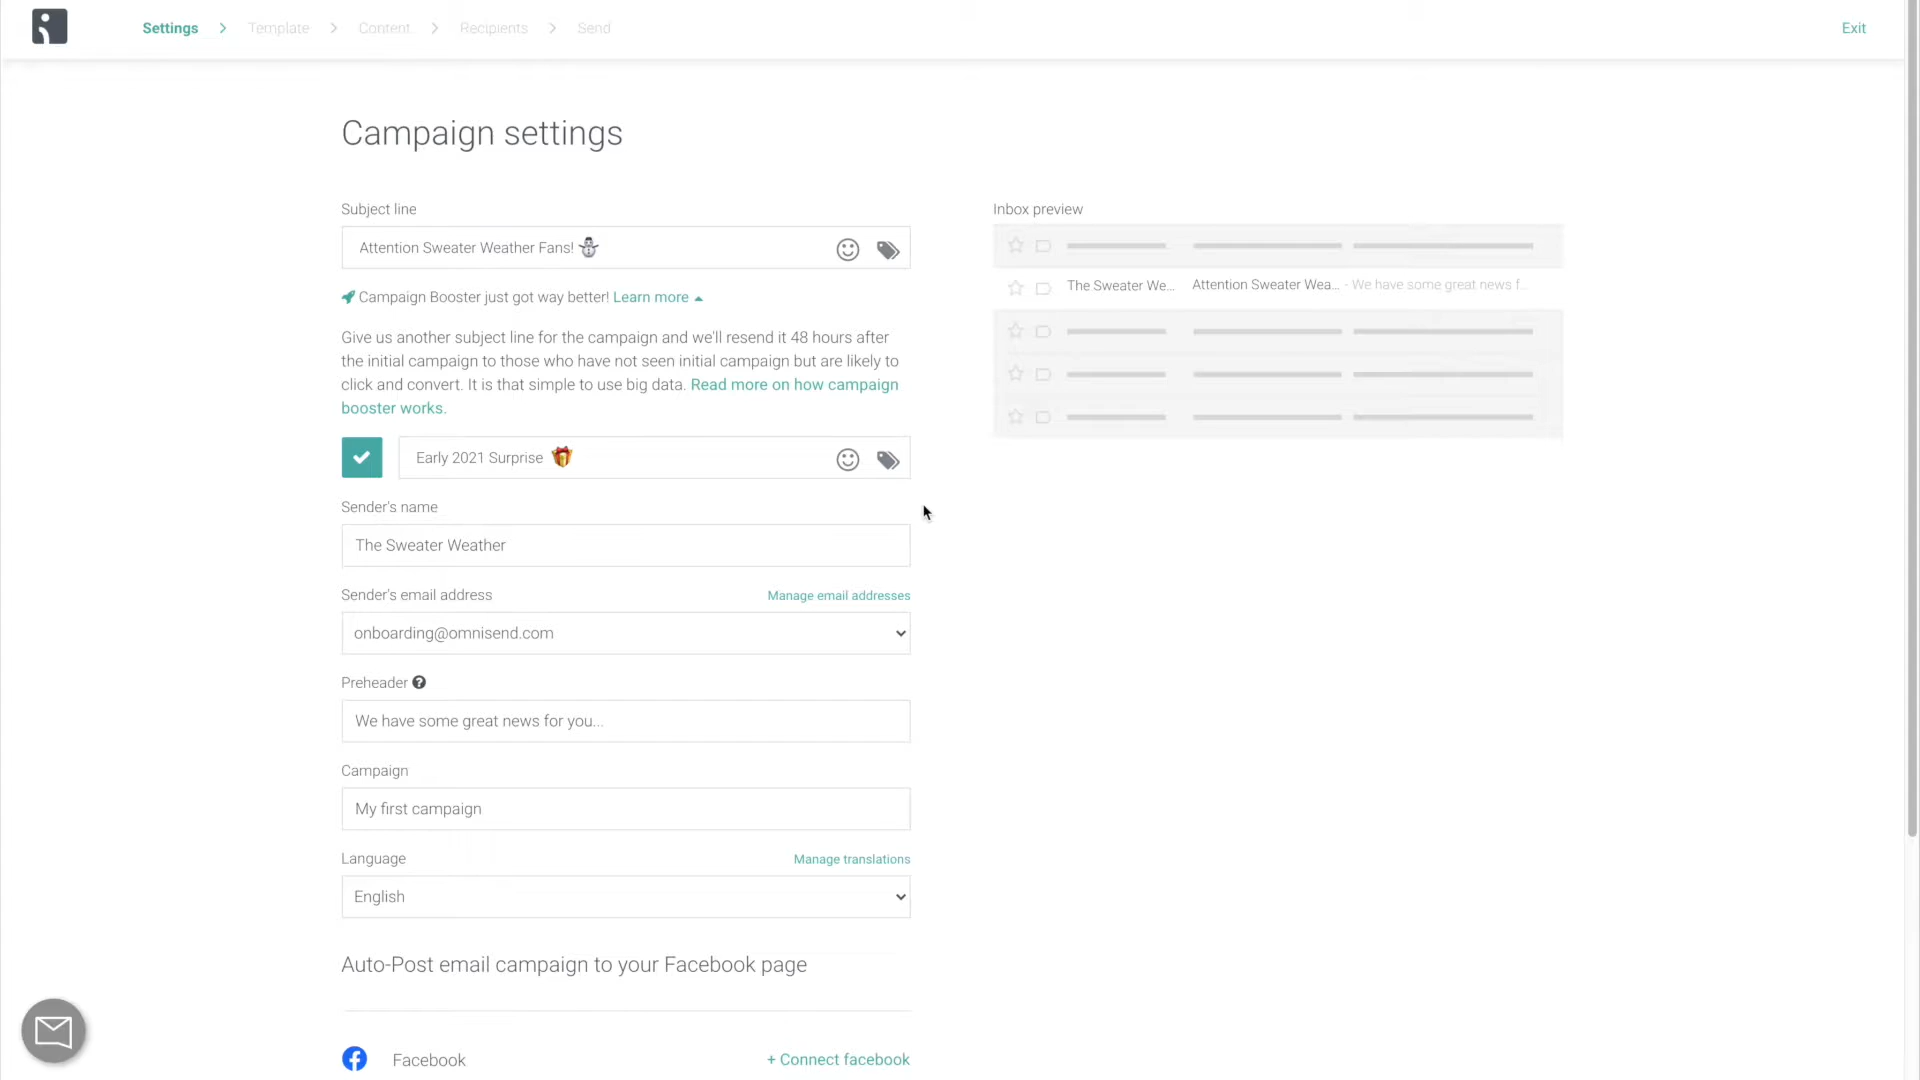 Settings > Template > Content > Recipients > Send
Exit
Campaign settings
Subject line
Attention Sweater Weather Fans! ⛄
Campaign Booster just got way better! Learn more
Give us another subject line for the campaign and we'll resend it 48 hours after
the initial campaign to those who have not seen initial campaign but are likely to
click and convert. It is that simple to use big data. Read more on how campaign
booster works.
Early 2021 Surprise 🎁
Sender's name
The Sweater Weather
Sender's email address
Manage email addresses
onboarding@omnisend.com
Preheader
We have some great news for you...
Campaign
My first campaign
Language
Manage translations
English
Auto-Post email campaign to your Facebook page
Facebook
+ Connect facebook
Inbox preview
The Sweater We... Attention Sweater Wea... - We have some great news f...